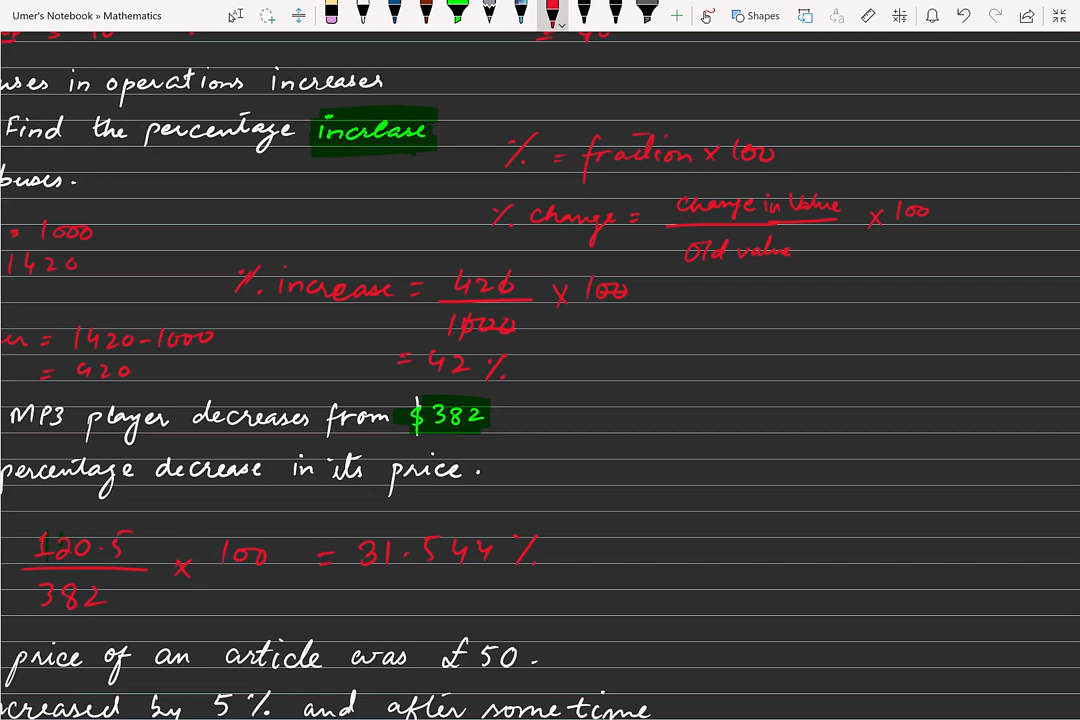 Umer's Notebook » Mathematics
Shapes
uses in operations increases
Find the percentage increase
buses.
% = fraction × 100
% change = change in value / Old value × 100
= 1000
1420
% increase = 420 / 1000 × 100
= 1420 - 1000
= 420
= 42 %
MP3 player decreases from $382
percentage decrease in its price.
120.5 / 382 × 100 = 31.544 %
price of an article was £50.
creased by 5% and after some time